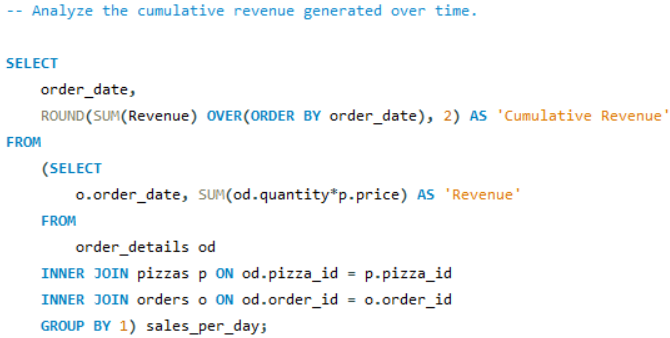 -- Analyze the cumulative revenue generated over time.
SELECT
order_date,
ROUND(SUM(Revenue) OVER(ORDER BY order_date), 2) AS 'Cumulative Revenue'
FROM
(SELECT
o.order_date, SUM(od.quantity*p.price) AS 'Revenue'
FROM
order_details od
INNER JOIN pizzas p ON od.pizza_id = p.pizza_id
INNER JOIN orders o ON od.order_id = o.order_id
GROUP BY 1) sales_per_day;